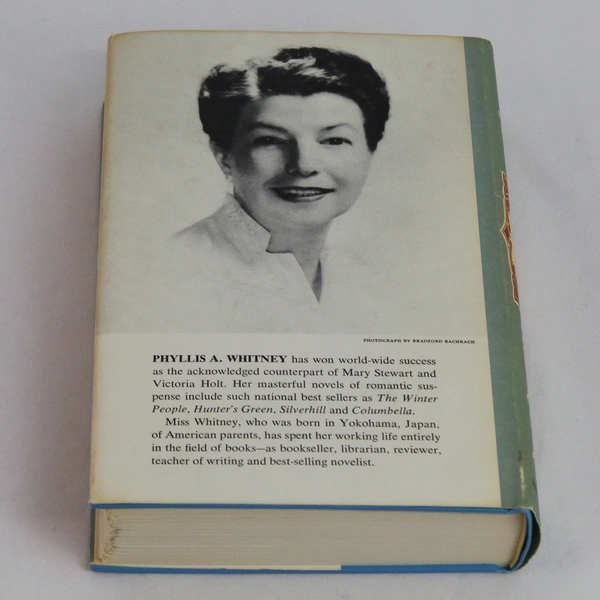 PHOTOGRAPH BY BRADFORD BACHRACH
PHYLLIS A. WHITNEY has won world-wide success
as the acknowledged counterpart of Mary Stewart and
Victoria Holt. Her masterful novels of romantic sus-
pense include such national best sellers as The Winter
People, Hunter's Green, Silverhill and Columbella.
Miss Whitney, who was born in Yokohama, Japan,
of American parents, has spent her working life entirely
in the field of books—as bookseller, librarian, reviewer,
teacher of writing and best-selling novelist.